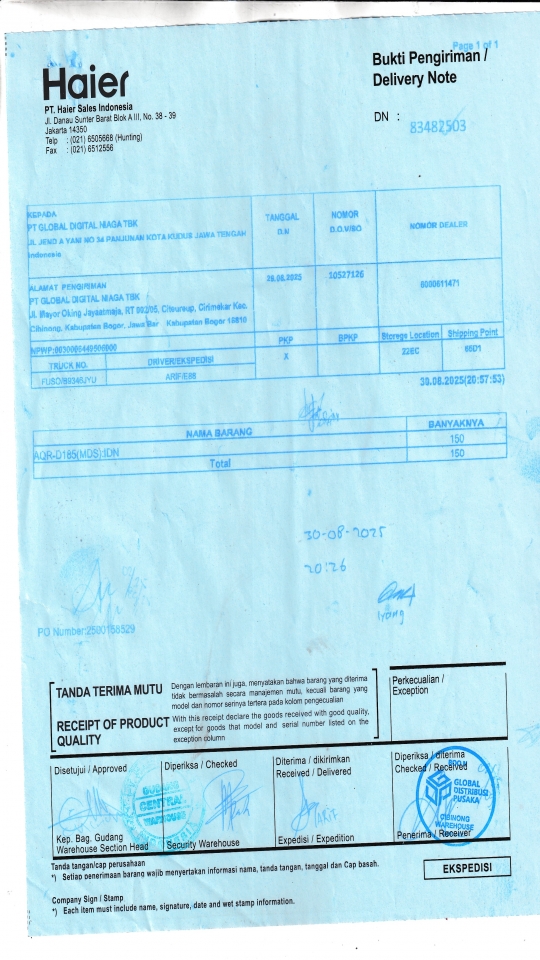 Page 1 of 1
Haier
PT. Haier Sales Indonesia
Jl. Danau Sunter Barat Blok A III, No. 38 - 39
Jakarta 14350
Telp : (021) 6505668 (Hunting)
Fax : (021) 6512556
Bukti Pengiriman /
Delivery Note
DN : 83482503
KEPADA
PT GLOBAL DIGITAL NIAGA TBK
JL JEND A YANI NO 34 PANJUNAN KOTA KUDUS JAWA TENGAH
Indonesia
TANGGAL
D.N
NOMOR
D.O.W/SO
NOMOR DEALER
ALAMAT PENGIRIMAN
PT GLOBAL DIGITAL NIAGA TBK
Jl. Mayor Oking Jayaatmaja, RT 002/05, Citeureup, Cirimekar Kec.
Cibinong, Kabupaten Bogor, Jawa Bar Kabupaten Bogor 16810
29.08.2025
10527126
PKP
BPKP
Storege Location
Shipping Point
TRUCK NO.
DRIVER/EKSPEDISI
X
22EC
FUSO/B9346JYU
30.08.2025(20:57:53)
NAMA BARANG
BANYAKNYA
AQR-D185(MDS):IDN
150
Total
150
30-08-2025
20:26
Iyang
PO Number:2500158529
TANDA TERIMA MUTU
Dengan lembaran ini juga, menyatakan bahwa barang yang diterima
tidak bermasalah secara manajemen mutu, kecuali barang yang
model dan nomor serinya tertera pada kolom pengecualian
RECEIPT OF PRODUCT
QUALITY
With this receipt declare the goods received with good quality,
except for goods that model and serial number listed on the
exception column
Perkecualian /
Exception
Disetujui / Approved
Diperiksa / Checked
Diterima / dikirimkan
Received / Delivered
Diperiksa / diterima
Checked / Received
GUDANG
CENTRAL
WAREHOUSE
ARIF
GLOBAL
DISTRIBUSI
PUSAKA
CIBINONG
WAREHOUSE
Kep. Bag. Gudang
Warehouse Section Head
Security Warehouse
Expedisi / Expedition
Penerima / Receiver
Tanda tangan/cap perusahaan
*) Setiap penerimaan barang wajib menyertakan informasi nama, tanda tangan, tanggal dan Cap basah.
EKSPEDISI
Company Sign / Stamp
*) Each item must include name, signature, date and wet stamp information.